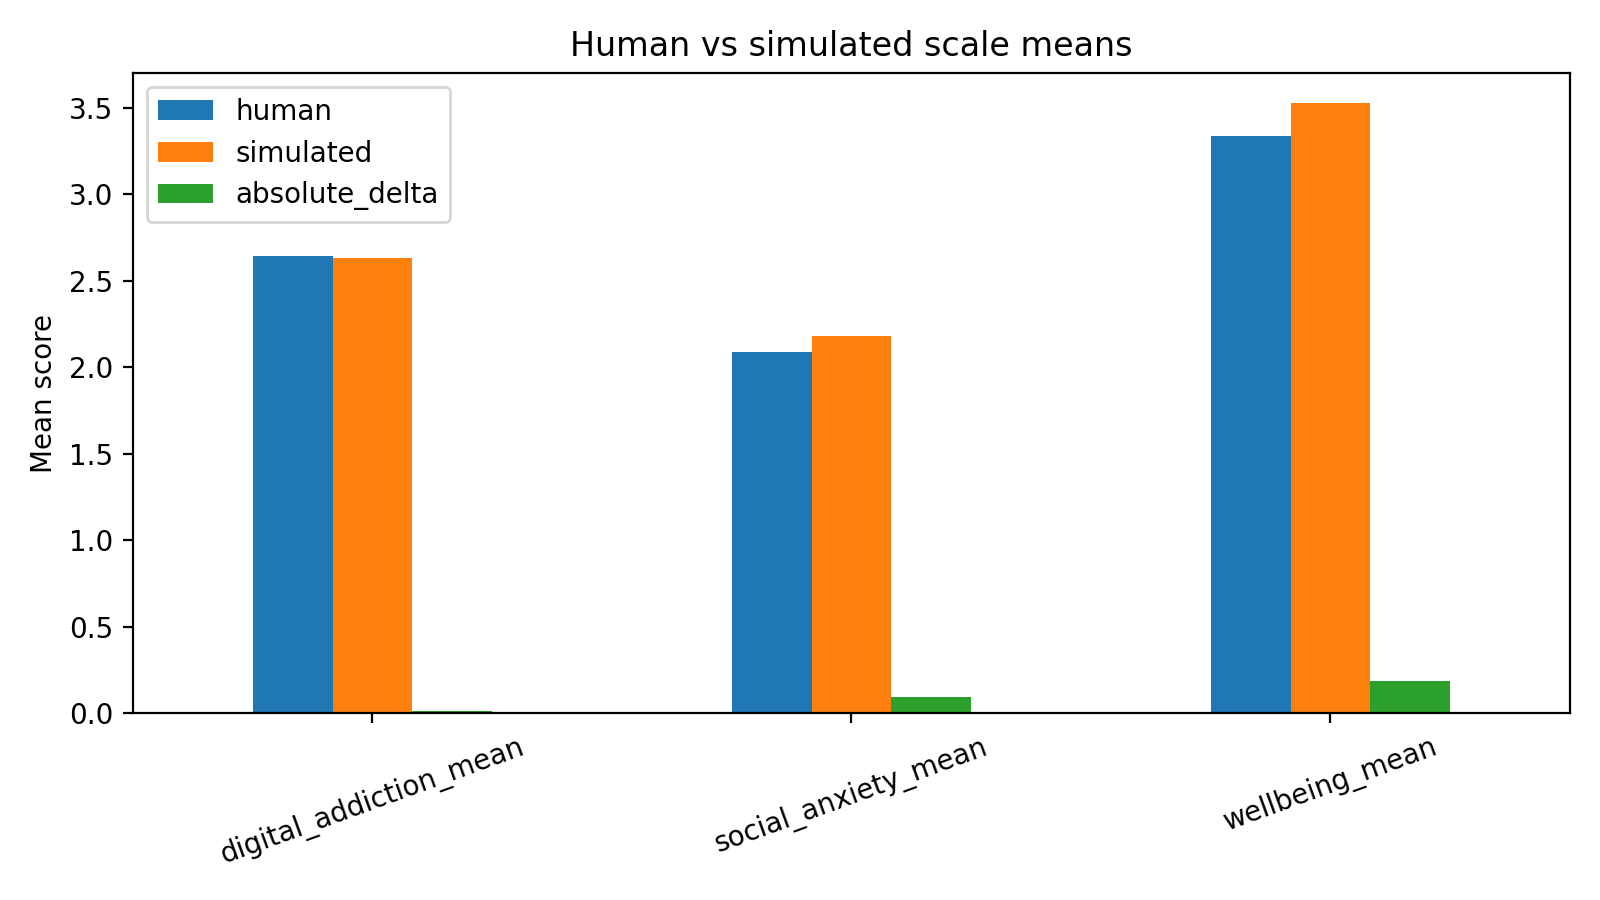 Human vs simulated scale means
human
simulated
absolute_delta
Mean score
3.5
3.0
2.5
2.0
1.5
1.0
0.5
0.0
digital_addiction_mean
social_anxiety_mean
wellbeing_mean